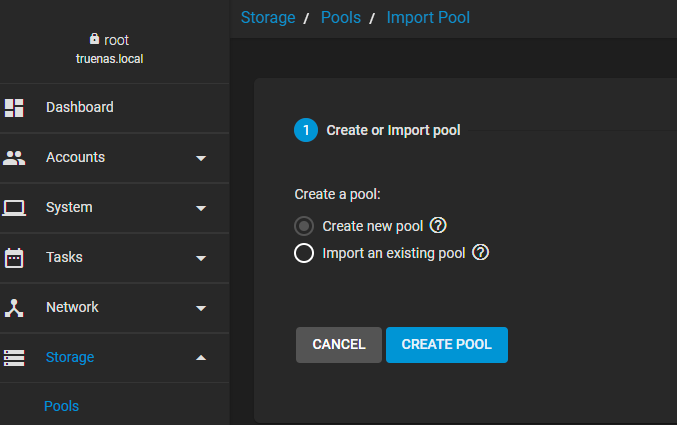 root
truenas.local
Dashboard
Accounts
System
Tasks
Network
Storage
Pools
Storage / Pools / Import Pool
1 Create or Import pool
Create a pool:
Create new pool ?
Import an existing pool ?
CANCEL CREATE POOL